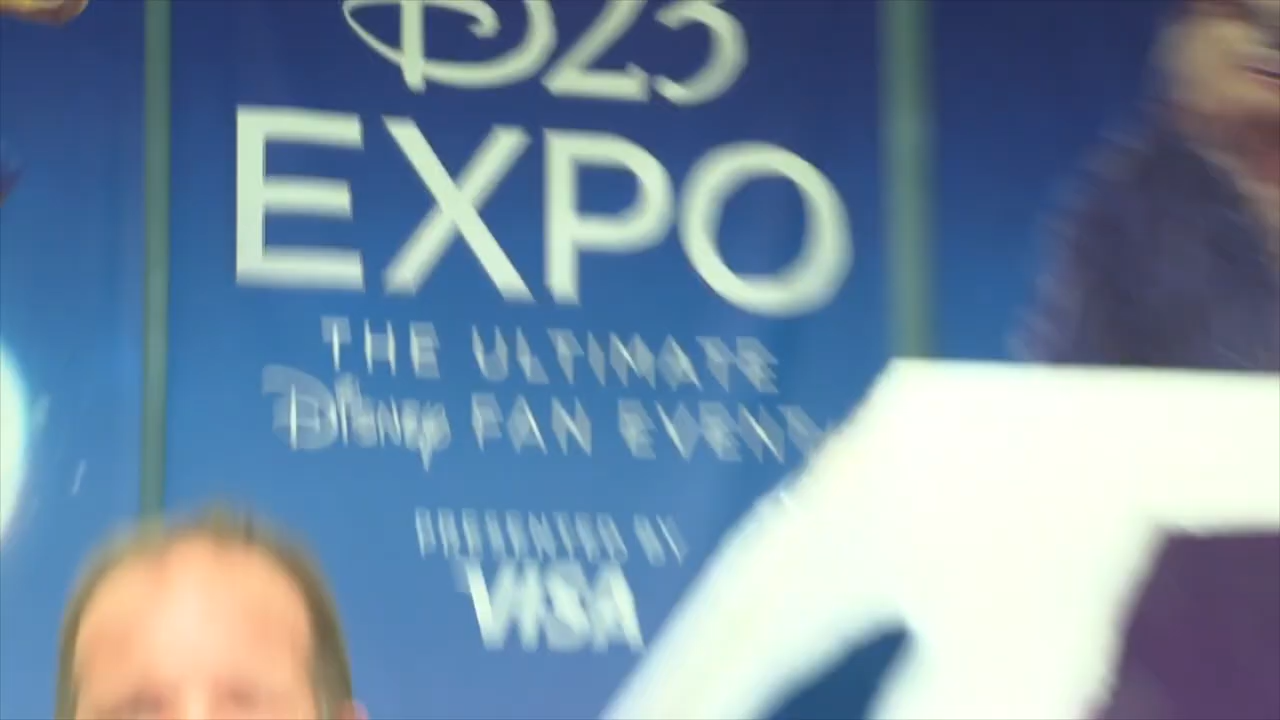 D23
EXPO
THE ULTIMATE
Disney FAN EVENT
PRESENTED BY
VISA